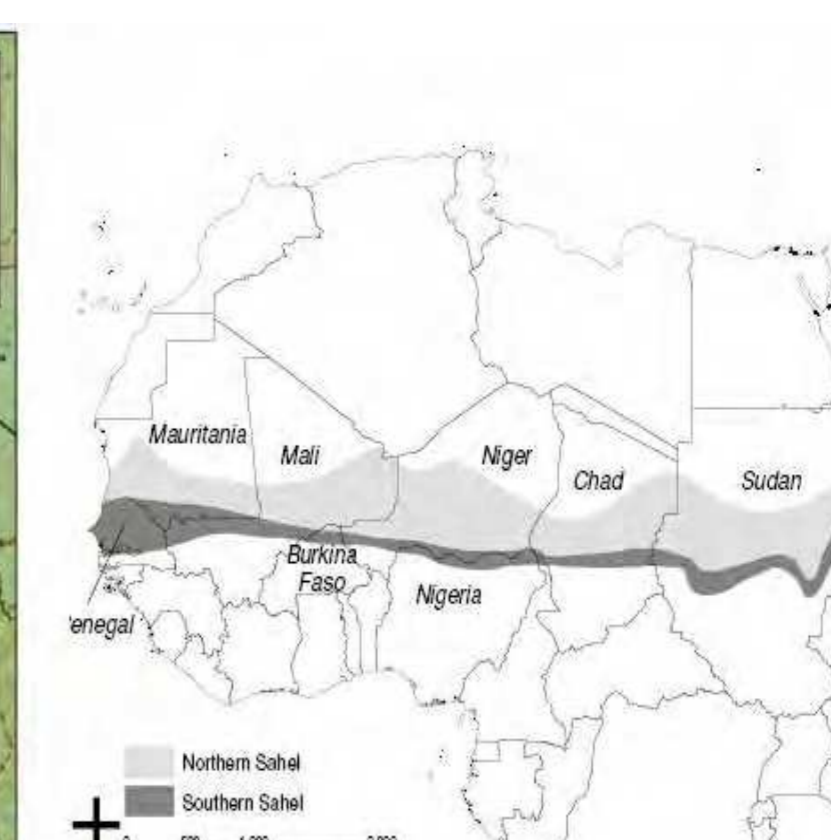 Mauritania
Mali
Niger
Chad
Sudan
Burkina
Faso
Nigeria
enegal
Northern Sahel
Southern Sahel